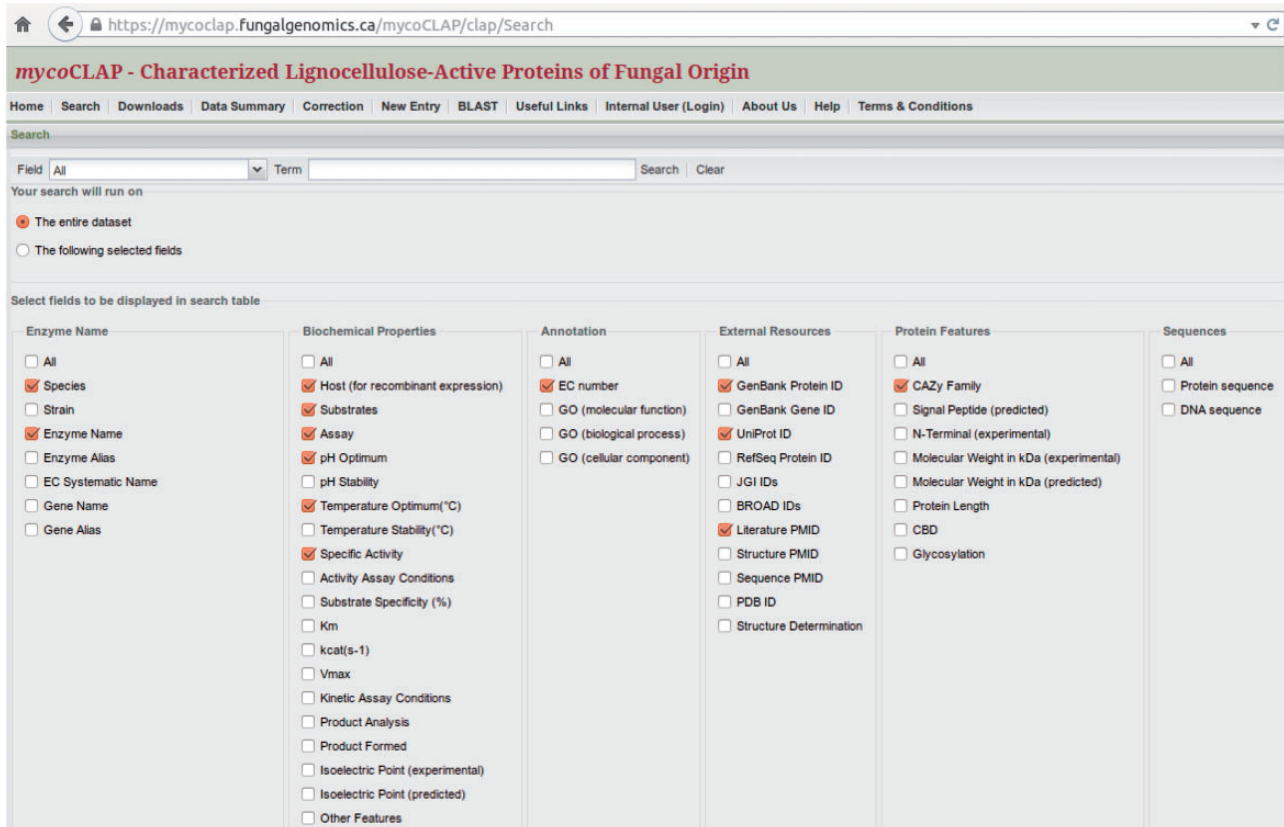 https://mycoclap.fungalgenomics.ca/mycoCLAP/clap/Search
mycoCLAP - Characterized Lignocellulose-Active Proteins of Fungal Origin
Home Search Downloads Data Summary Correction New Entry BLAST Useful Links Internal User (Login) About Us Help Terms & Conditions
Search
Field All Term Search Clear
Your search will run on
The entire dataset
The following selected fields
Select fields to be displayed in search table
Enzyme Name
All
Species
Strain
Enzyme Name
Enzyme Alias
EC Systematic Name
Gene Name
Gene Alias
Biochemical Properties
All
Host (for recombinant expression)
Substrates
Assay
pH Optimum
pH Stability
Temperature Optimum(°C)
Temperature Stability(°C)
Specific Activity
Activity Assay Conditions
Substrate Specificity (%)
Km
kcat(s-1)
Vmax
Kinetic Assay Conditions
Product Analysis
Product Formed
Isoelectric Point (experimental)
Isoelectric Point (predicted)
Other Features
Annotation
All
EC number
GO (molecular function)
GO (biological process)
GO (cellular component)
External Resources
All
GenBank Protein ID
GenBank Gene ID
UniProt ID
RefSeq Protein ID
JGI IDs
BROAD IDs
Literature PMID
Structure PMID
Sequence PMID
PDB ID
Structure Determination
Protein Features
All
CAZy Family
Signal Peptide (predicted)
N-Terminal (experimental)
Molecular Weight in kDa (experimental)
Molecular Weight in kDa (predicted)
Protein Length
CBD
Glycosylation
Sequences
All
Protein sequence
DNA sequence